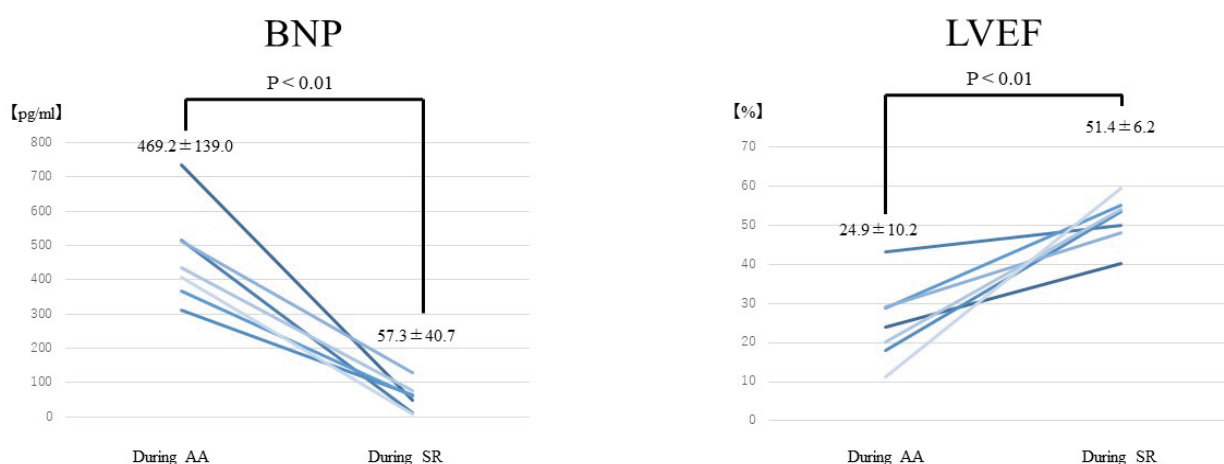 BNP
P < 0.01
【pg/ml】
469.2±139.0
800
700
600
500
400
300
57.3±40.7
200
100
0
During AA
During SR
LVEF
P < 0.01
【%】
51.4±6.2
70
60
50
24.9±10.2
40
30
20
10
0
During AA
During SR